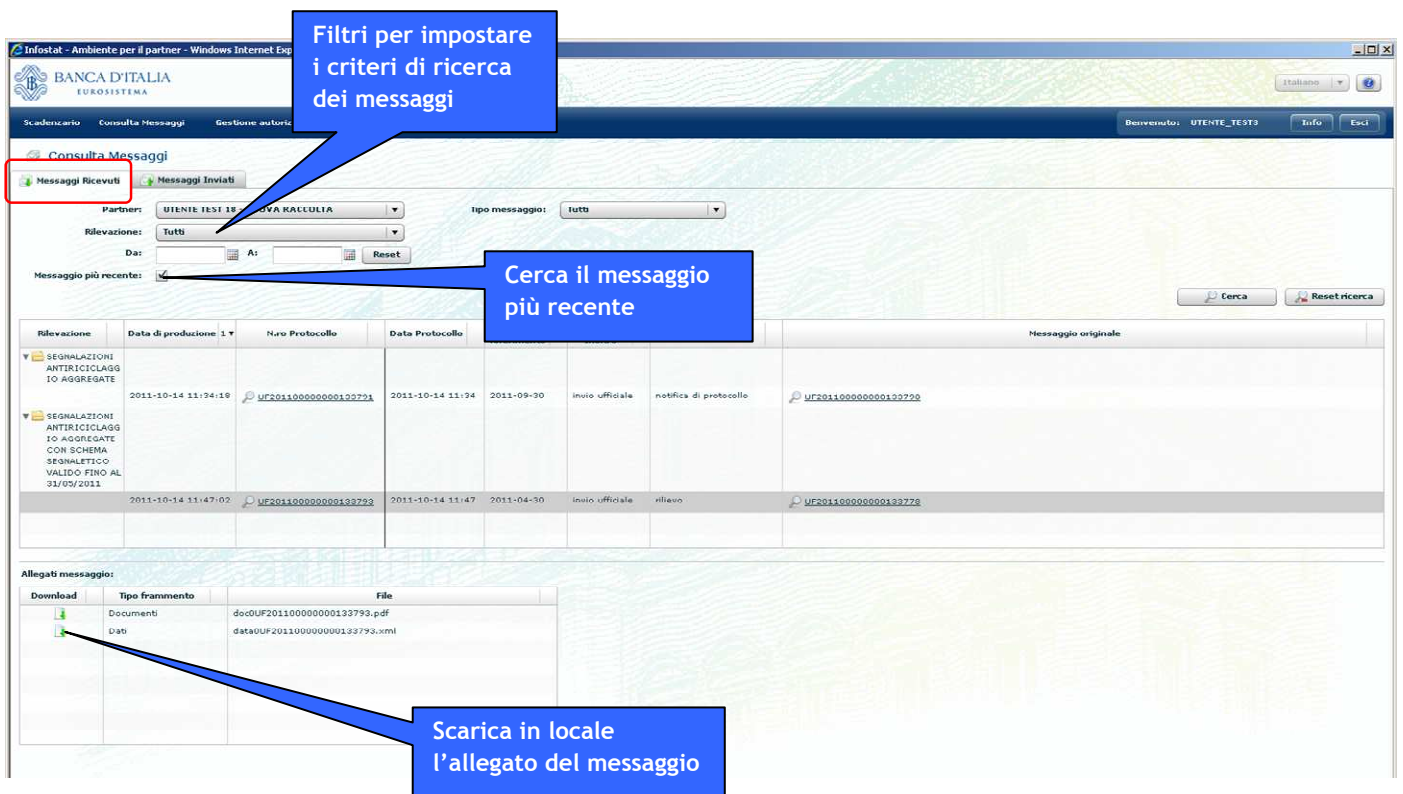 Filtri per impostare
i criteri di ricerca
dei messaggi
Infostat - Ambiente per il partner - Windows Internet Exp
BANCA D'ITALIA
EUROSISTEMA
Italiano
Scadenzario Consulta Messaggi Gestione autoriz
Benvenuto: UTENTE_TEST3 Info Esci
Consulta Messaggi
Messaggi Ricevuti Messaggi Inviati
Partner: UTENTE TEST 18 - NUOVA RACCOLTA Tipo messaggio: Tutti
Rilevazione: Tutti
Da: A: Reset
Messaggio più recente:
Cerca il messaggio
più recente
Cerca Reset ricerca
Rilevazione Data di produzione 1 N.ro Protocollo Data Protocollo Messaggio originale
SEGNALAZIONI
ANTIRICICLAGG
IO AGGREGATE
2011-10-14 11:34:19 UF201100000000133791 2011-10-14 11:34 2011-09-30 invio ufficiale notifica di protocollo UF201100000000133790
SEGNALAZIONI
ANTIRICICLAGG
IO AGGREGATE
CON SCHEMA
SEGNALETICO
VALIDO FINO AL
31/05/2011
2011-10-14 11:47:02 UF201100000000133793 2011-10-14 11:47 2011-04-30 invio ufficiale rilievo UF201100000000133778
Allegati messaggio:
Download Tipo frammento File
Documenti doc0UF201100000000133793.pdf
Dati data0UF201100000000133793.xml
Scarica in locale
l'allegato del messaggio